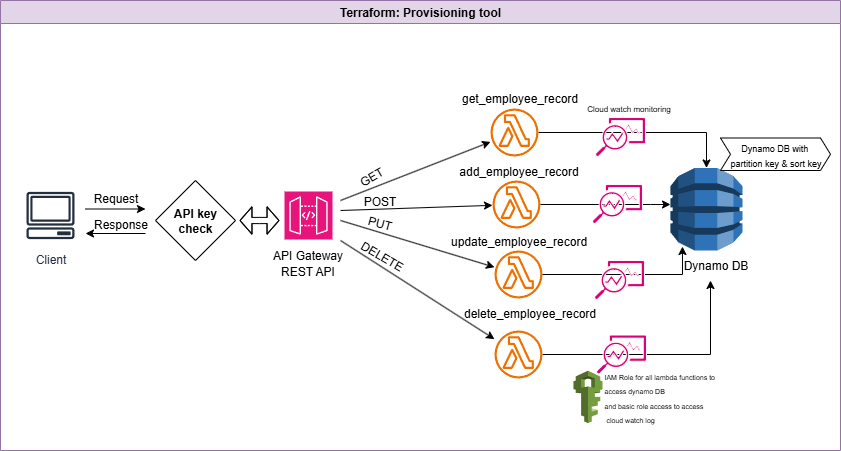 Terraform: Provisioning tool
get_employee_record
Cloud watch monitoring
Dynamo DB with
partition key & sort key
add_employee_record
GET
POST
PUT
DELETE
Request
Response
Client
API key
check
API Gateway
REST API
update_employee_record
Dynamo DB
delete_employee_record
IAM Role for all lambda functions to
access dynamo DB
and basic role access to access
cloud watch log